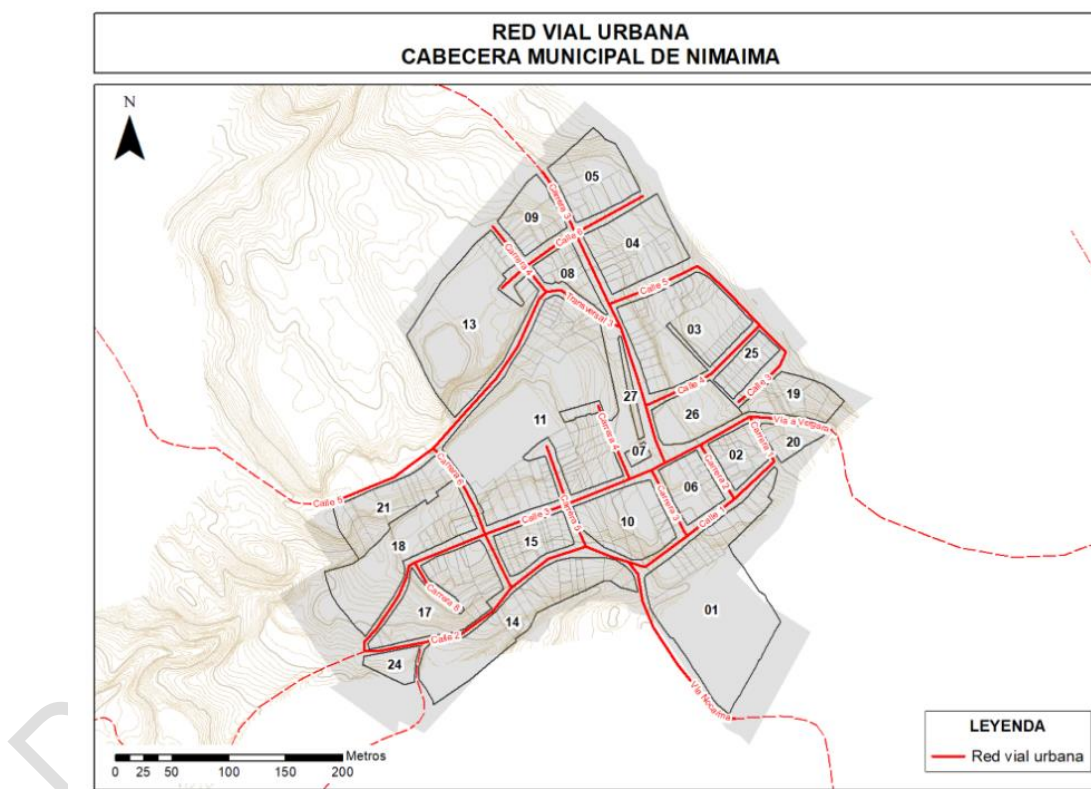 RED VIAL URBANA
CABECERA MUNICIPAL DE NIMAIMA
N
05
Carrera 3
09
Calle 6
04
Carrera 4
08
Calle 5
Transversal 3
13
03
25
Calle 4
Calle 3
19
27
11
26
Vía a Vergara
Carrera 4
07
02
Carrera 1
20
Carrera 6
Carrera 2
06
Calle 5
21
Carrera 3
Calle 3
Carrera 5
10
Calle 1
18
15
Carrera 8
17
01
14
Calle 2
24
Vía Nocaima
LEYENDA
Red vial urbana
Metros
0 25 50 100 150 200